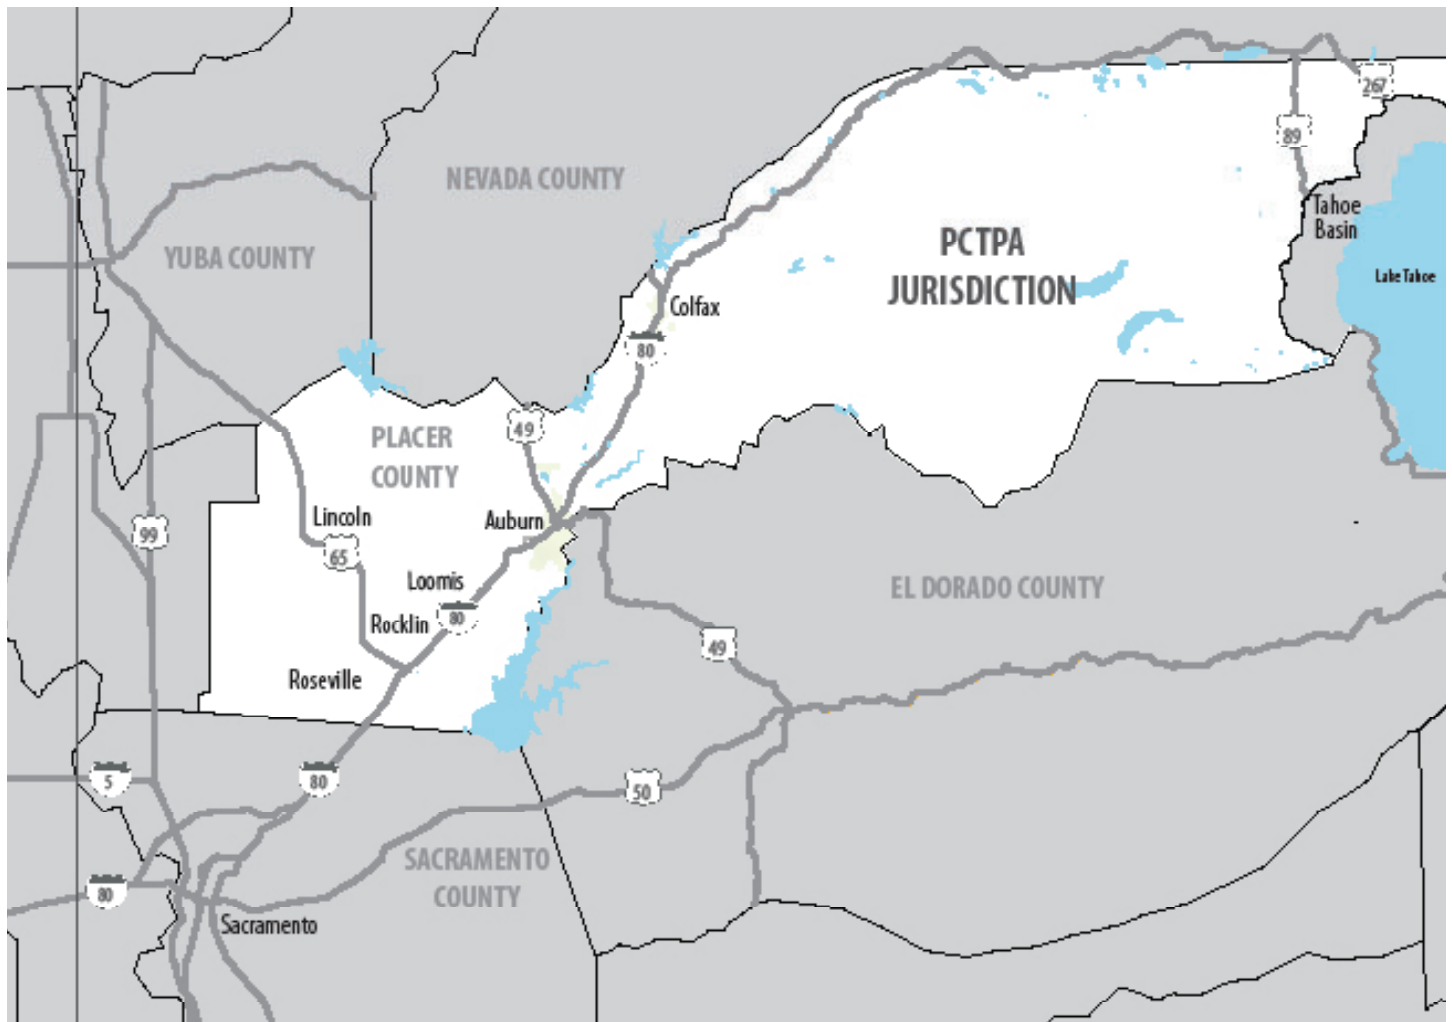 267
89
NEVADA COUNTY
Tahoe
Basin
YUBA COUNTY
PCTPA
JURISDICTION
Lake Tahoe
Colfax
80
49
PLACER
COUNTY
Lincoln
Auburn
99
65
Loomis
EL DORADO COUNTY
80
Rocklin
49
Roseville
5
80
50
SACRAMENTO
COUNTY
80
Sacramento